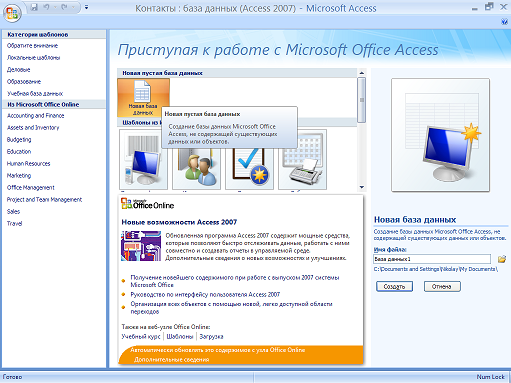 Контакты : база данных (Access 2007) - Microsoft Access
Категории шаблонов
Обратите внимание
Локальные шаблоны
Деловые
Образование
Учебная база данных
Из Microsoft Office Online
Accounting and Finance
Assets and Inventory
Budgeting
Education
Human Resources
Marketing
Office Management
Project and Team Management
Sales
Travel
Приступая к работе с Microsoft Office Access
Новая пустая база данных
Новая база
данных
Новая пустая база данных
Создание базы данных Microsoft Office
Access, не содержащей существующих
данных или объектов.
Шаблоны из И
Microsoft
Office Online
Новые возможности Access 2007
Обновленная программа Access 2007 содержит мощные средства,
которые позволяют быстро отслеживать данные, работать с ними
совместно и создавать отчеты в управляемой среде.
Дополнительные сведения о новых возможностях и улучшениях.
Получение новейшего содержимого при работе с выпуском 2007 системы
Microsoft Office
Руководство по интерфейсу пользователя Access 2007
Организация всех объектов с помощью новой, легко доступной области
переходов
Также на веб-узле Office Online:
Учебный курс | Шаблоны | Загрузка
Автоматически обновлять это содержимое с узла Office Online
Дополнительные сведения
Новая база данных
Создание базы данных Microsoft Office Access, не
содержащей существующих данных или объектов.
Имя файла:
База данных1
C:\Documents and Settings\Nikolay\My Documents\
Создать
Отмена
Готово
Num Lock